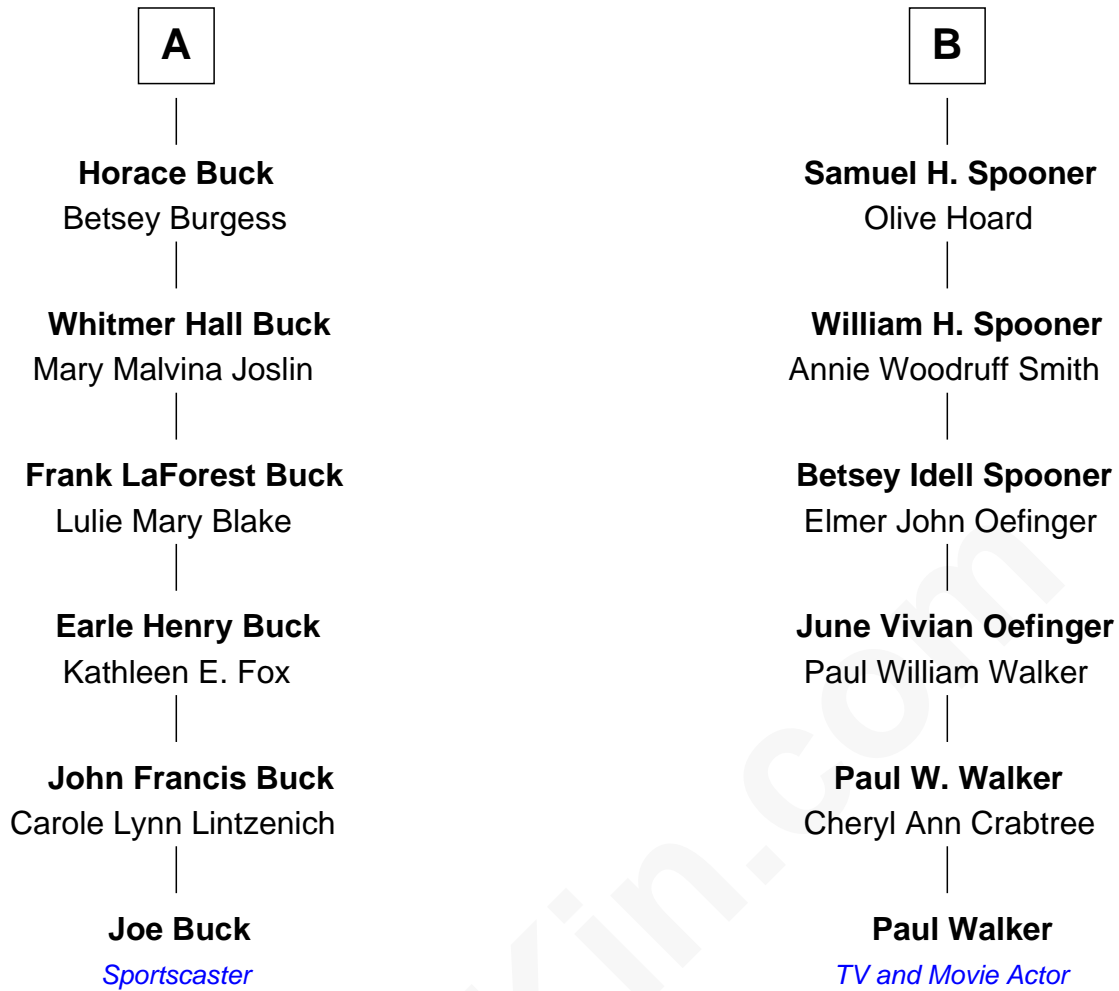 A
B
Horace Buck
Betsey Burgess
Samuel H. Spooner
Olive Hoard
Whitmer Hall Buck
Mary Malvina Joslin
William H. Spooner
Annie Woodruff Smith
Frank LaForest Buck
Lulie Mary Blake
Betsey Idell Spooner
Elmer John Oefinger
Earle Henry Buck
Kathleen E. Fox
June Vivian Oefinger
Paul William Walker
John Francis Buck
Carole Lynn Lintzenich
Paul W. Walker
Cheryl Ann Crabtree
Joe Buck
Sportscaster
Paul Walker
TV and Movie Actor
Kin.com